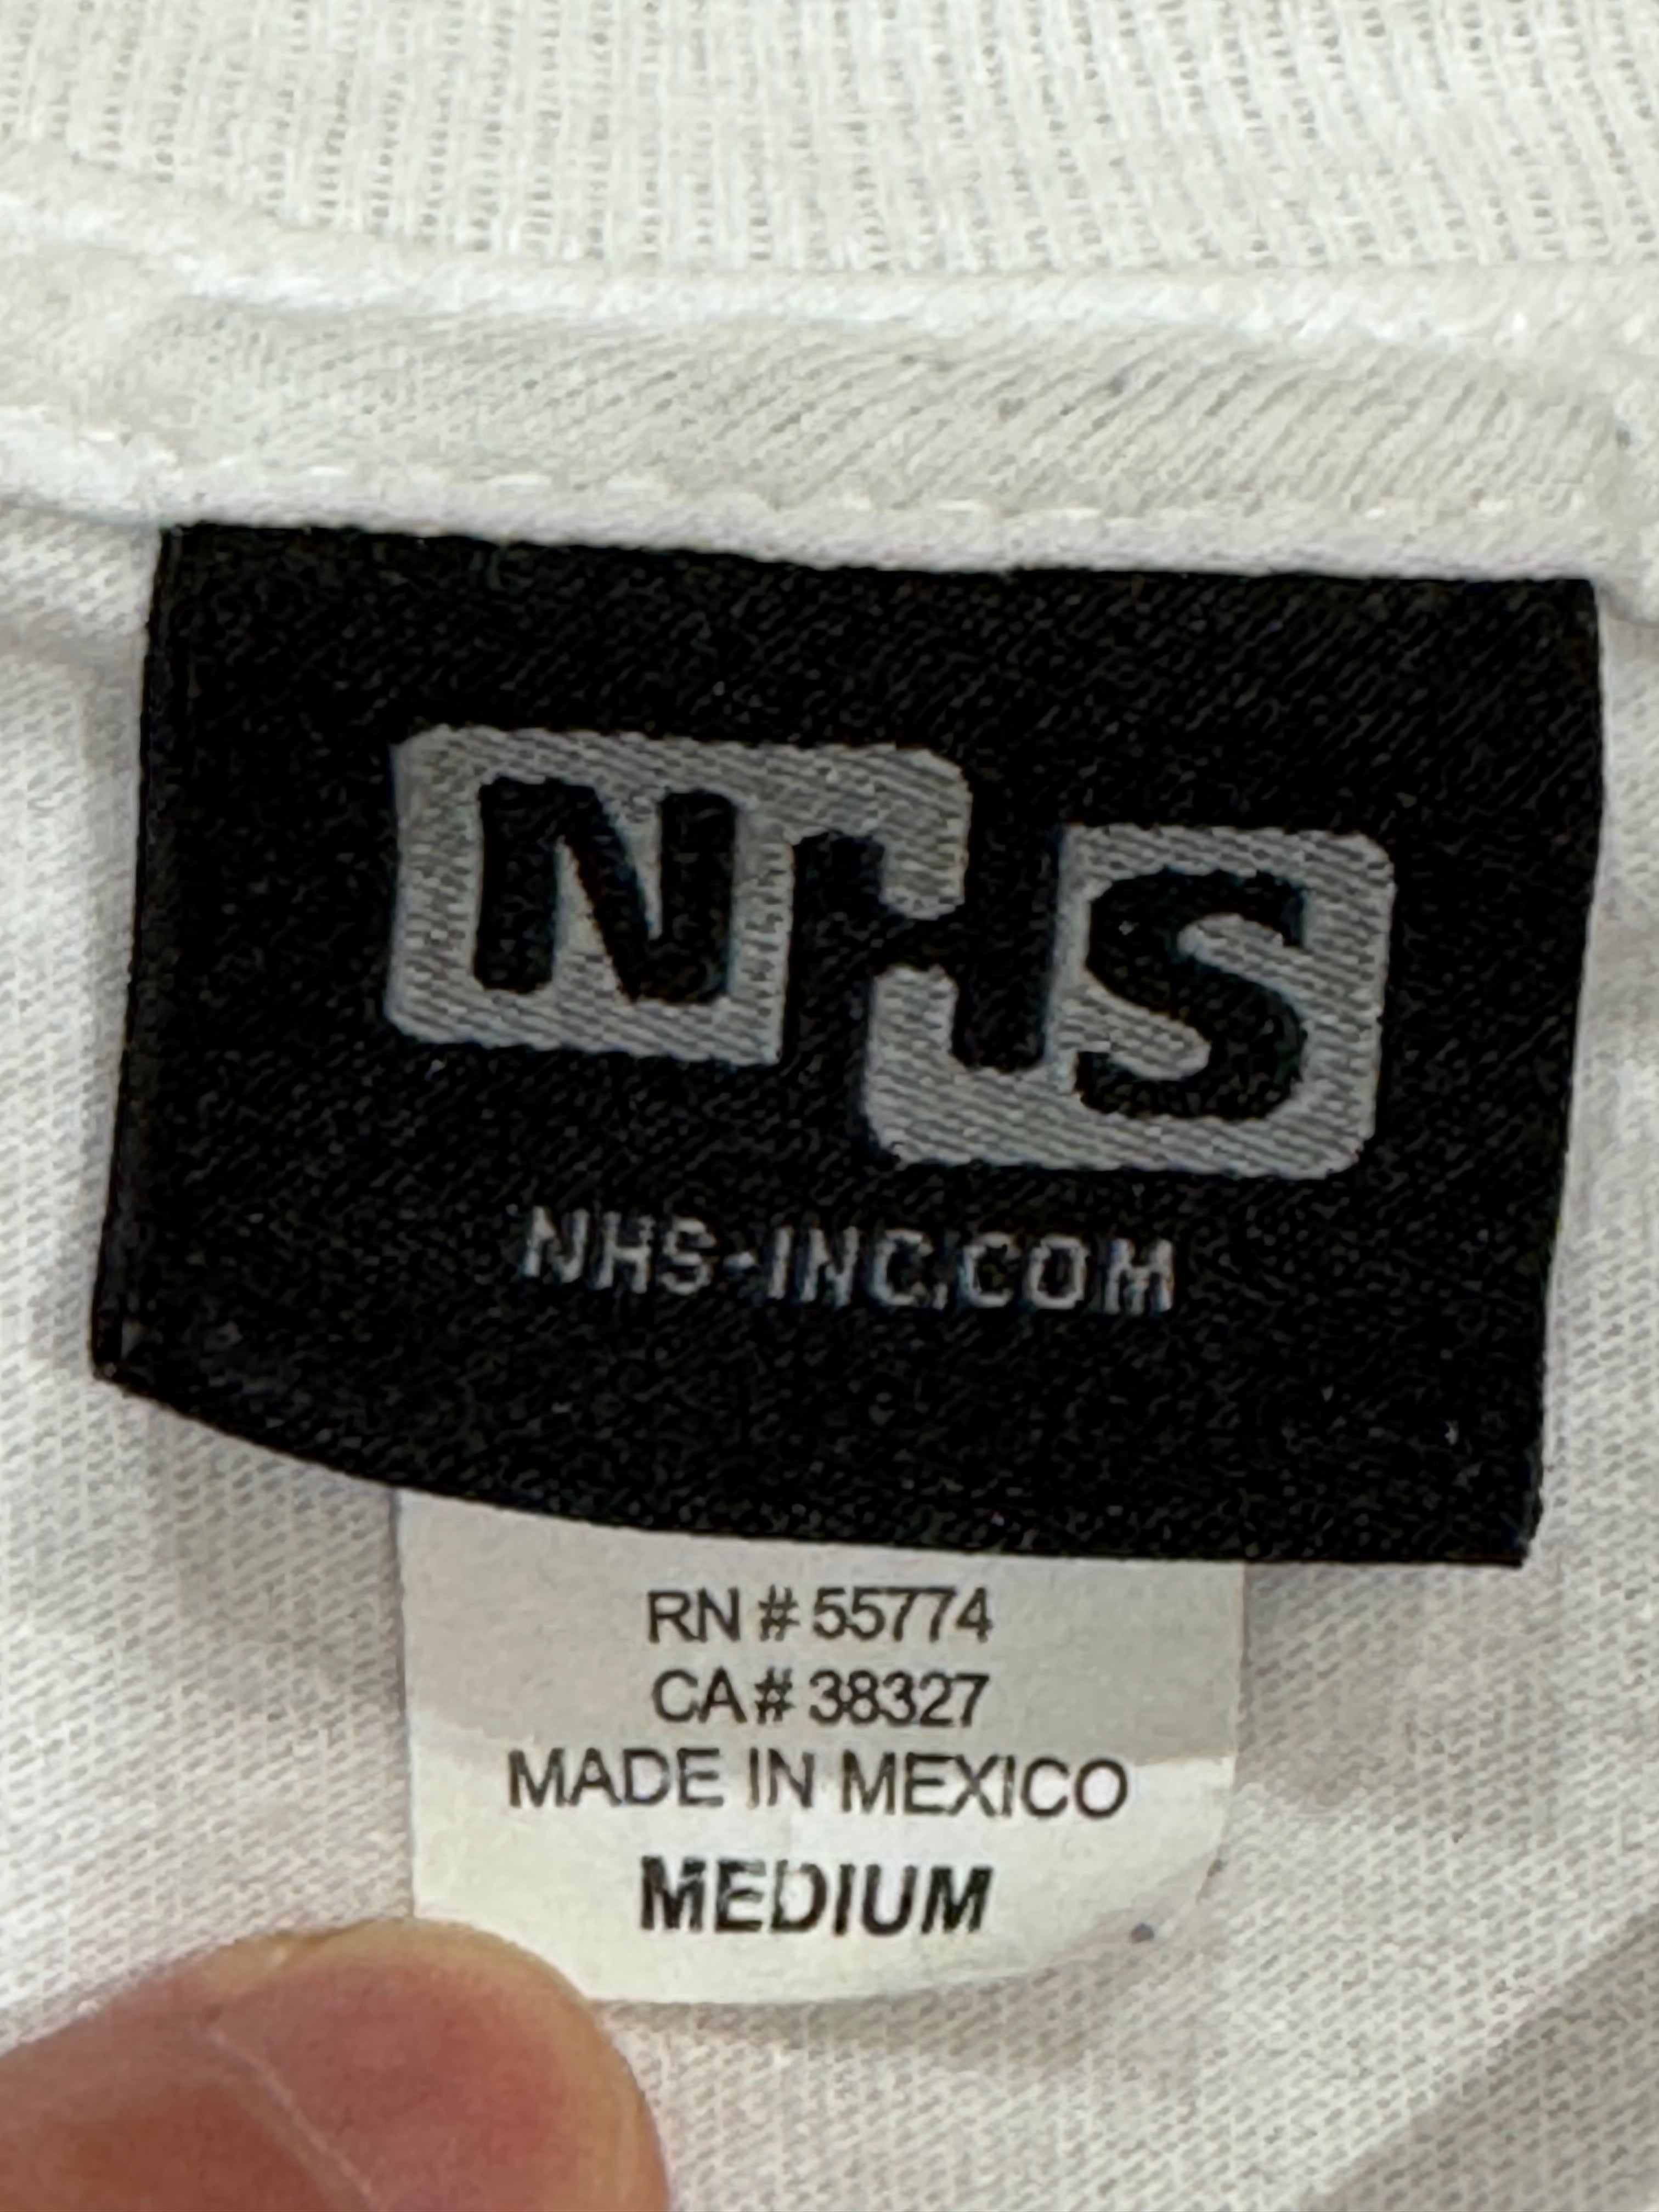 NHS
NHS-INC.COM
RN # 55774
CA# 38327
MADE IN MEXICO
MEDIUM